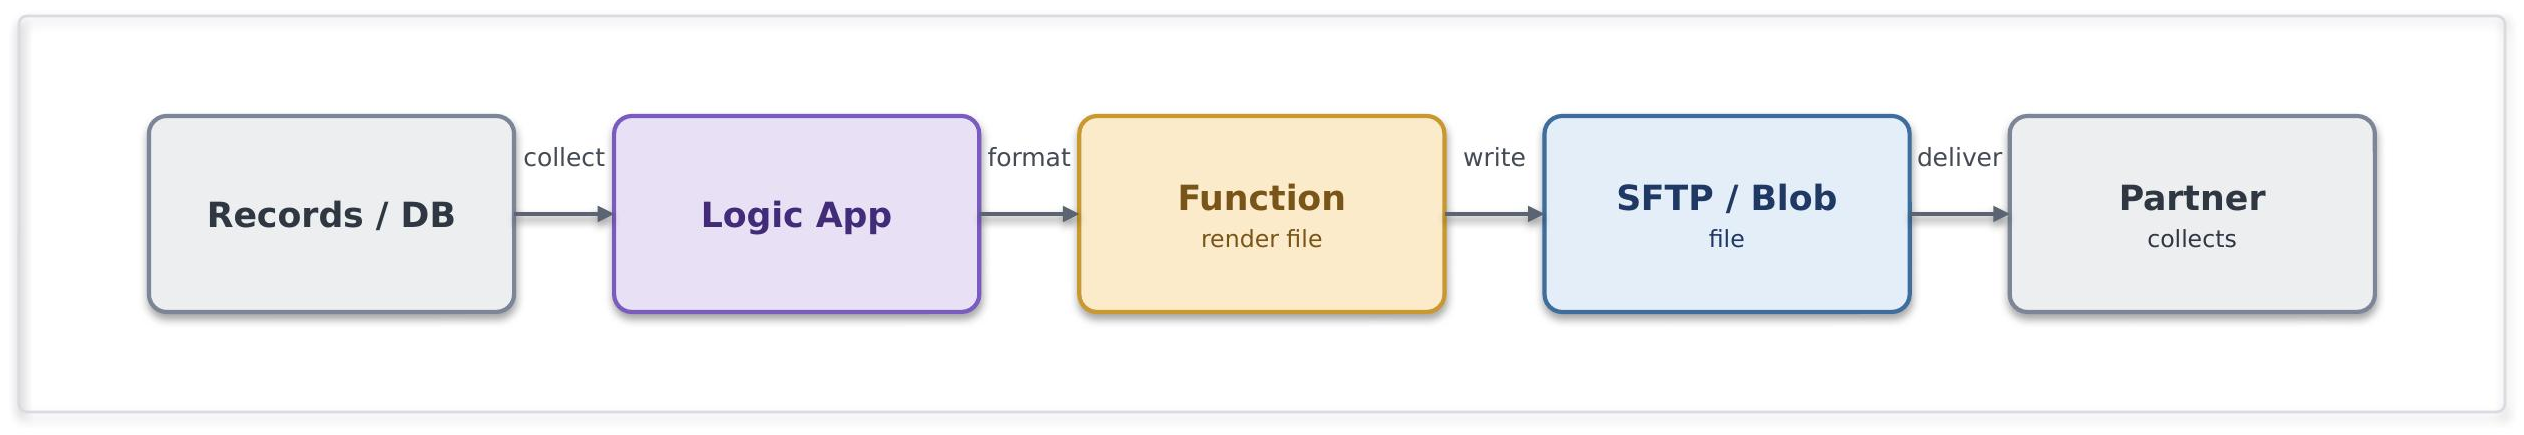 Records / DB
collect
Logic App
format
Function
render file
write
SFTP / Blob
file
deliver
Partner
collects